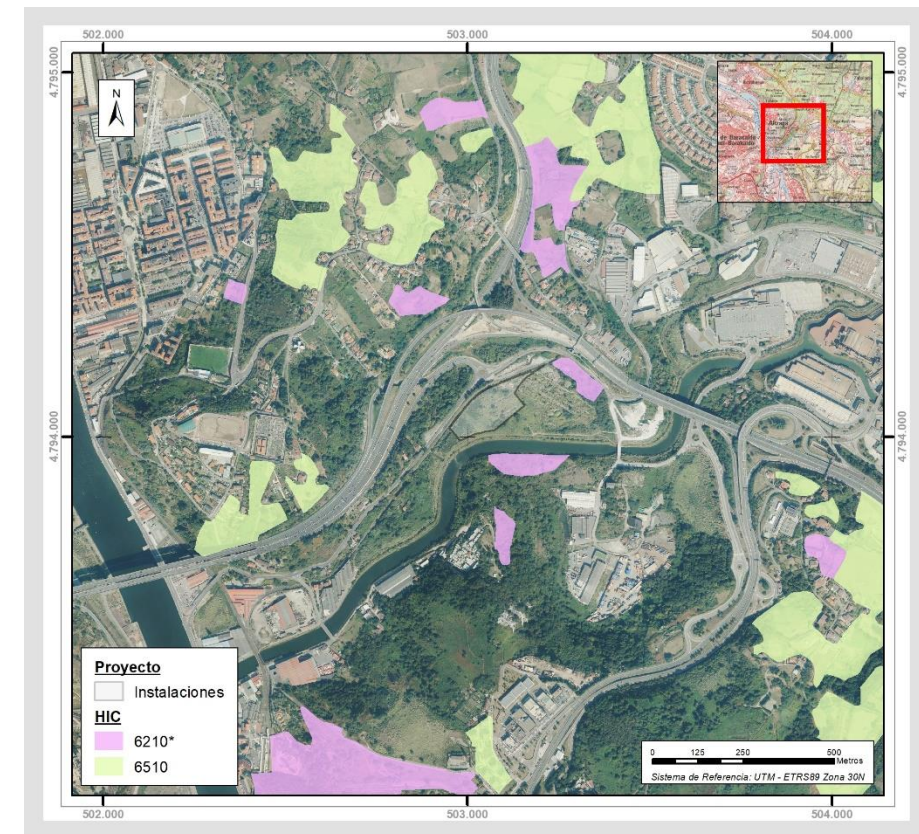 502.000 503.000 504.000
4.795.000 4.795.000
N
4.794.000 4.794.000
Proyecto
Instalaciones
HIC
6210*
6510
0 125 250 500
Metros
Sistema de Referencia: UTM - ETRS89 Zona 30N
502.000 503.000 504.000